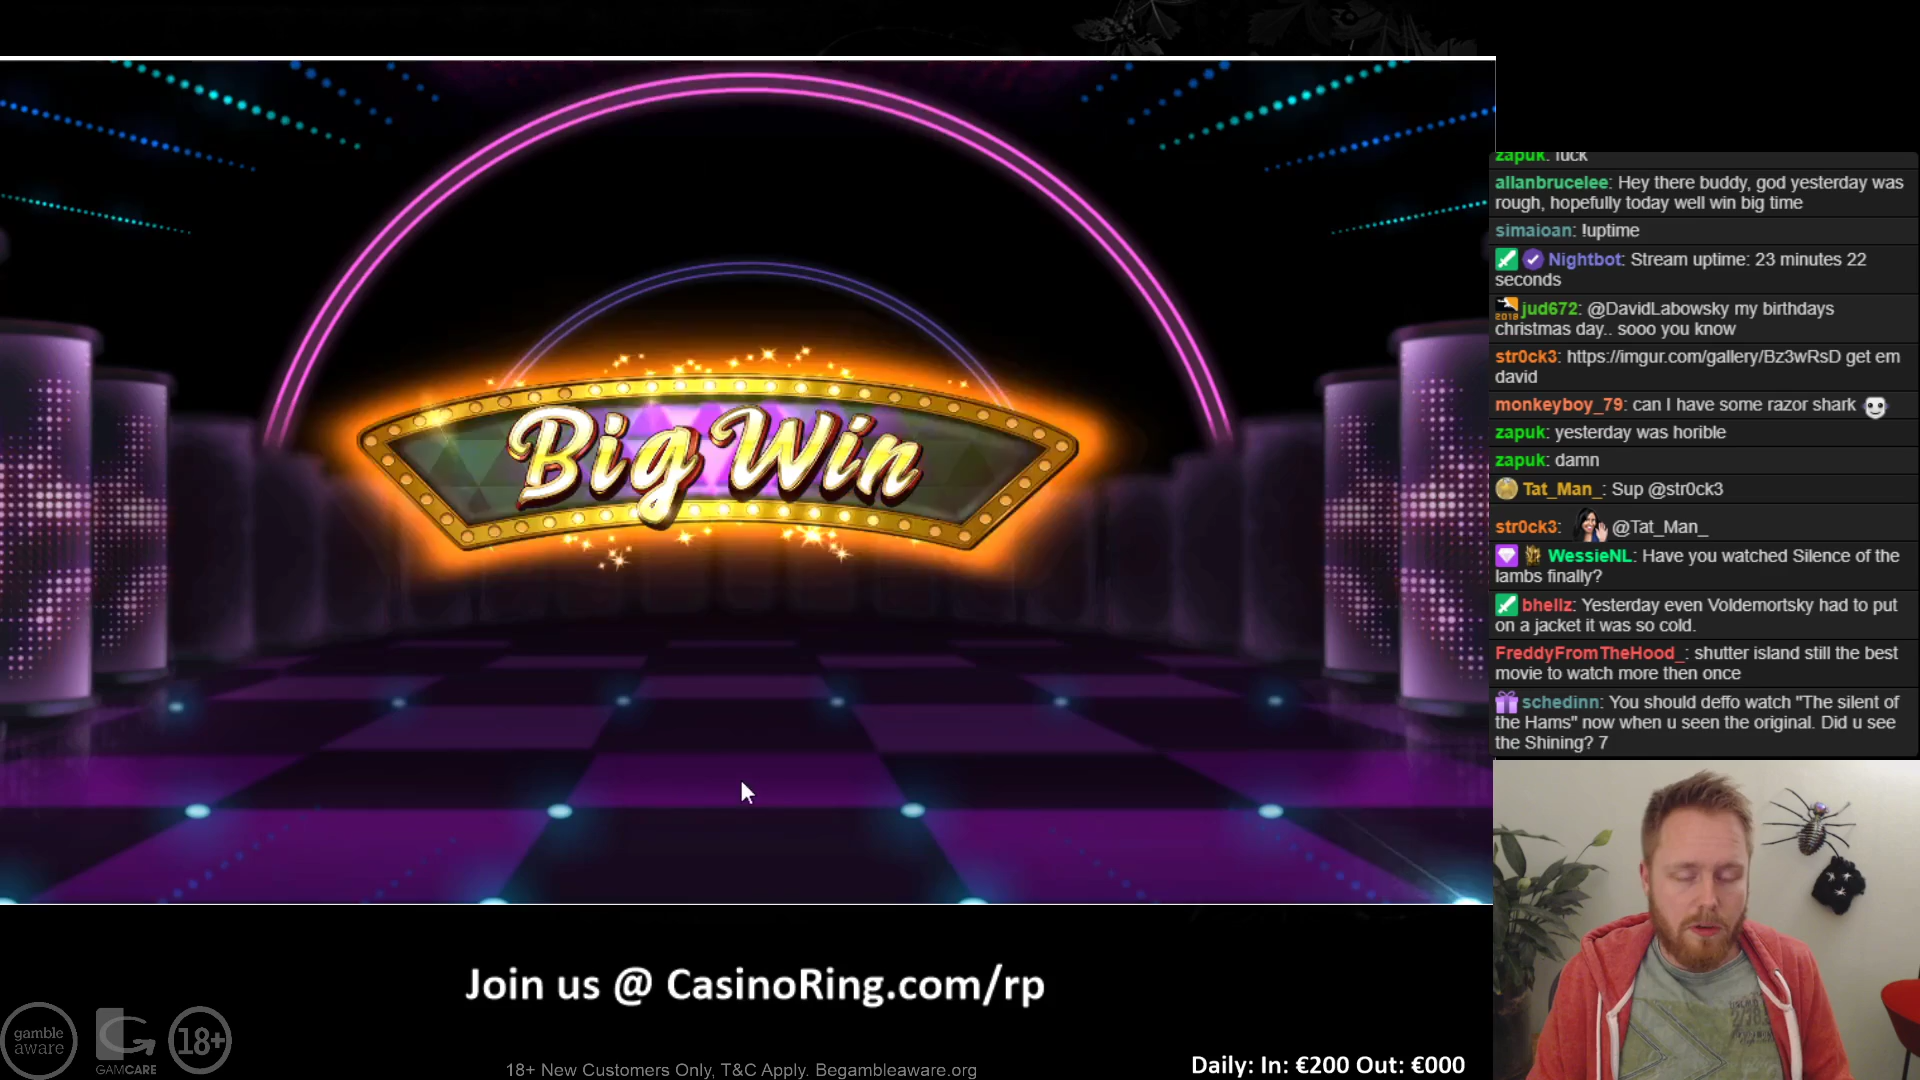 Big Win
zapuk: fuck
allanbrucelee: Hey there buddy, god yesterday was
rough, hopefully today well win big time
simaioan: !uptime
Nightbot: Stream uptime: 23 minutes 22
seconds
2018 jud672: @DavidLabowsky my birthdays
christmas day.. sooo you know
str0ck3: https://imgur.com/gallery/Bz3wRsD get em
david
monkeyboy_79: can I have some razor shark
zapuk: yesterday was horible
zapuk: damn
Tat_Man_: Sup @str0ck3
str0ck3: @Tat_Man_
WessieNL: Have you watched Silence of the
lambs finally?
bhellz: Yesterday even Voldemortsky had to put
on a jacket it was so cold.
FreddyFromTheHood_: shutter island still the best
movie to watch more then once
schedinn: You should deffo watch "The silent of
the Hams" now when u seen the original. Did u see
the Shining? 7
Join us @ CasinoRing.com/rp
gamble
aware
GAMCARE
18+
18+ New Customers Only, T&C Apply. Begambleaware.org
Daily: In: €200 Out: €000